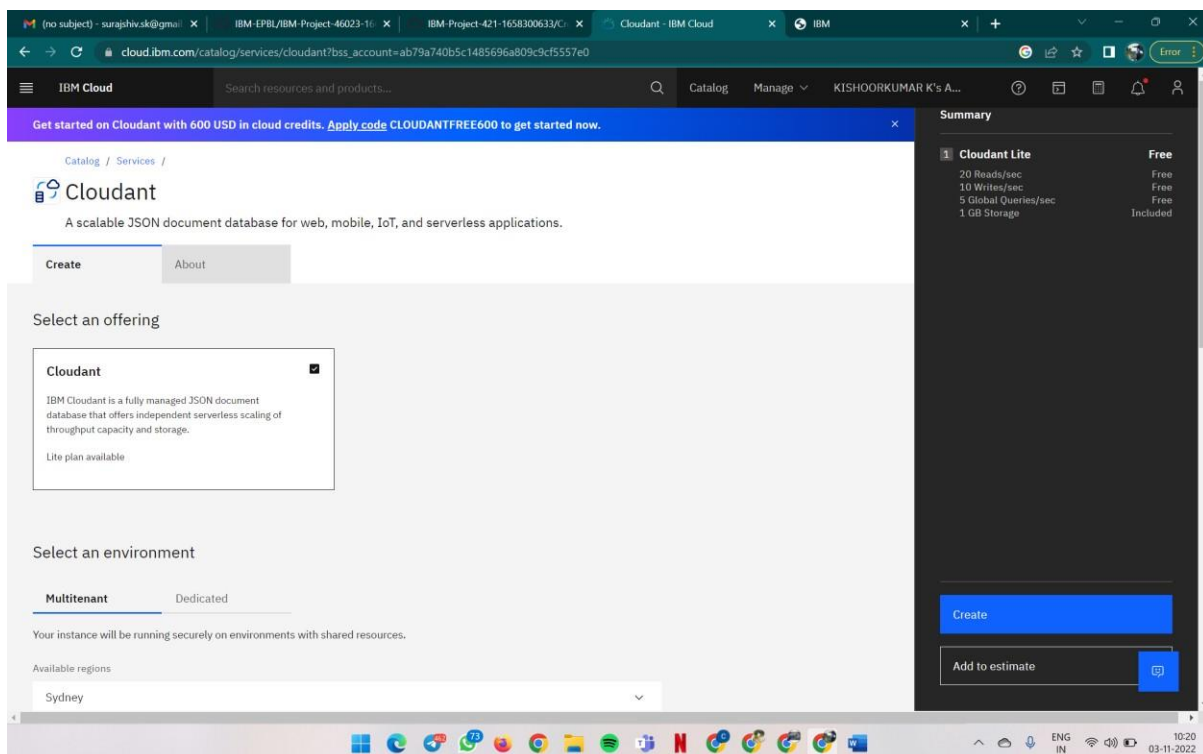 (no subject) - surajshiv.sk@gmail
IBM-EPBL/IBM-Project-46023-16
IBM-Project-421-1658300633/Cr
Cloudant - IBM Cloud
IBM
cloud.ibm.com/catalog/services/cloudant?bss_account=ab79a740b5c1485696a809c9cf5557e0
Error
IBM Cloud
Search resources and products...
Catalog
Manage
KISHOORKUMAR K's A...
Get started on Cloudant with 600 USD in cloud credits. Apply code CLOUDANTFREE600 to get started now.
Catalog / Services /
Cloudant
A scalable JSON document database for web, mobile, IoT, and serverless applications.
Create
About
Select an offering
Cloudant
IBM Cloudant is a fully managed JSON document
database that offers independent serverless scaling of
throughput capacity and storage.
Lite plan available
Select an environment
Multitenant
Dedicated
Your instance will be running securely on environments with shared resources.
Available regions
Sydney
Summary
1 Cloudant Lite Free
20 Reads/sec Free
10 Writes/sec Free
5 Global Queries/sec Free
1 GB Storage Included
Create
Add to estimate
73
ENG
IN
10:20
03-11-2022